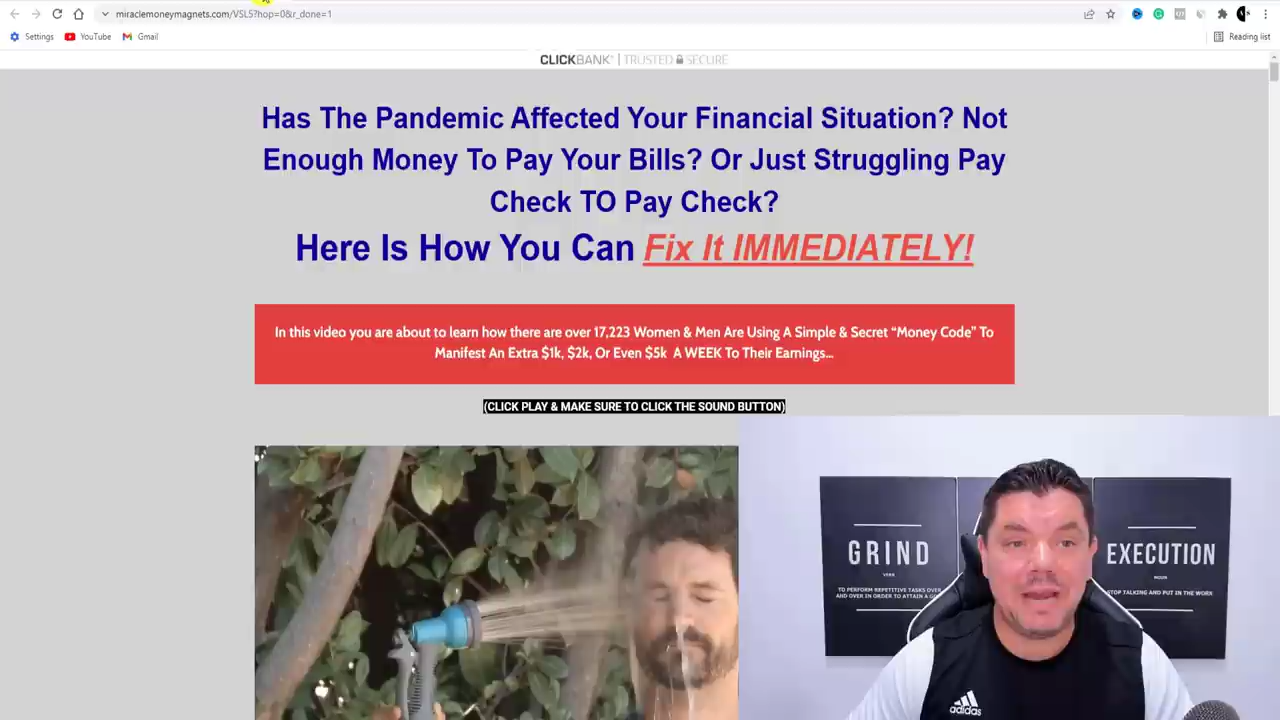 miraclemoneymagnets.com/VSL5?hop=0&r_done=1
Settings YouTube Gmail Reading list
CLICKBANK® | TRUSTED SECURE
Has The Pandemic Affected Your Financial Situation? Not
Enough Money To Pay Your Bills? Or Just Struggling Pay
Check TO Pay Check?
Here Is How You Can Fix It IMMEDIATELY!
In this video you are about to learn how there are over 17,223 Women & Men Are Using A Simple & Secret “Money Code” To
Manifest An Extra $1k, $2k, Or Even $5k A WEEK To Their Earnings...
(CLICK PLAY & MAKE SURE TO CLICK THE SOUND BUTTON)
GRIND
VERB
TO PERFORM REPETITIVE TASKS OVER
AND OVER IN ORDER TO ATTAIN A
EXECUTION
NOUN
STOP TALKING AND PUT IN THE WORK
adidas